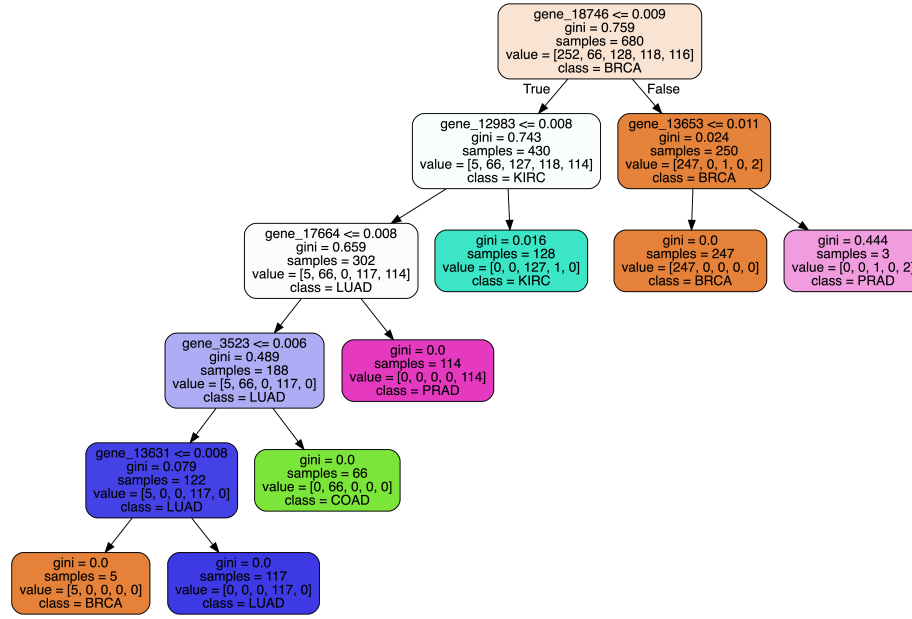 gene_18746 <= 0.009
gini = 0.759
samples = 680
value = [252, 66, 128, 118, 116]
class = BRCA
True
False
gene_12983 <= 0.008
gini = 0.743
samples = 430
value = [5, 66, 127, 118, 114]
class = KIRC
gene_13653 <= 0.011
gini = 0.024
samples = 250
value = [247, 0, 1, 0, 2]
class = BRCA
gene_17664 <= 0.008
gini = 0.659
samples = 302
value = [5, 66, 0, 117, 114]
class = LUAD
gini = 0.016
samples = 128
value = [0, 0, 127, 1, 0]
class = KIRC
gini = 0.0
samples = 247
value = [247, 0, 0, 0, 0]
class = BRCA
gini = 0.444
samples = 3
value = [0, 0, 1, 0, 2]
class = PRAD
gene_3523 <= 0.006
gini = 0.489
samples = 188
value = [5, 66, 0, 117, 0]
class = LUAD
gini = 0.0
samples = 114
value = [0, 0, 0, 0, 114]
class = PRAD
gene_13631 <= 0.008
gini = 0.079
samples = 122
value = [5, 0, 0, 117, 0]
class = LUAD
gini = 0.0
samples = 66
value = [0, 66, 0, 0, 0]
class = COAD
gini = 0.0
samples = 5
value = [5, 0, 0, 0, 0]
class = BRCA
gini = 0.0
samples = 117
value = [0, 0, 0, 117, 0]
class = LUAD